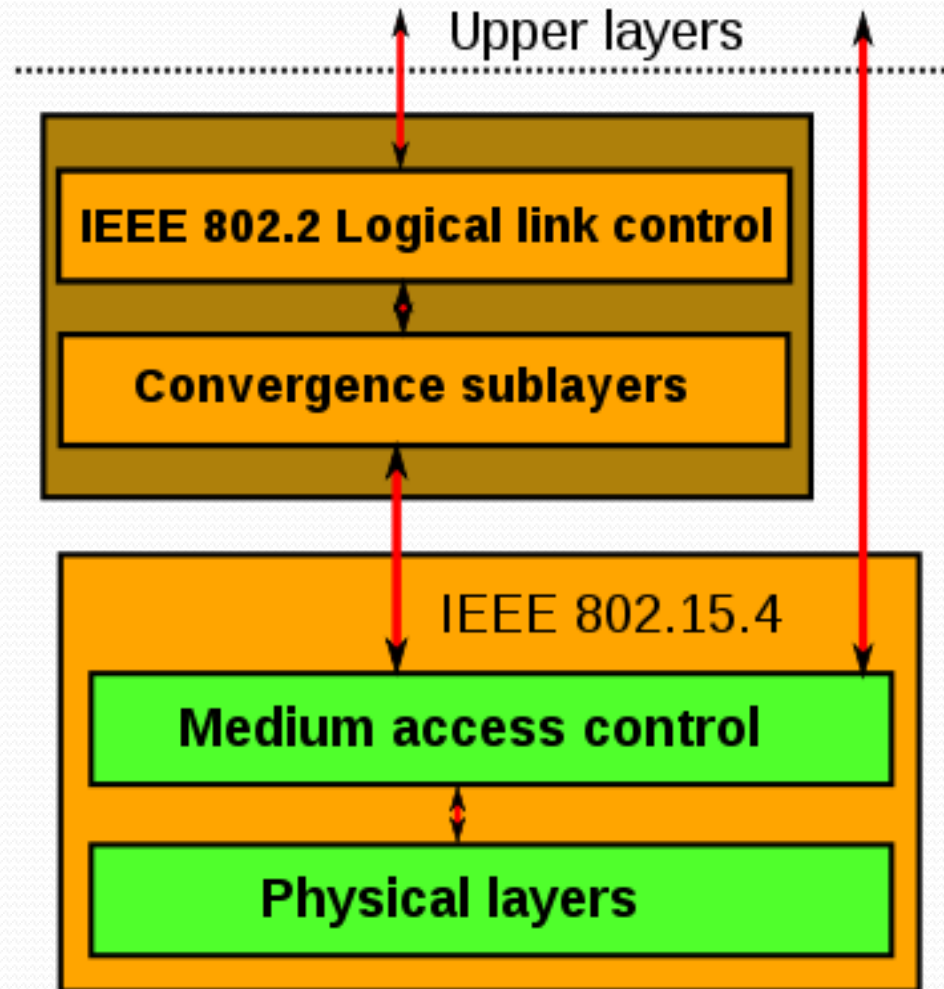 Upper layers
IEEE 802.2 Logical link control
Convergence sublayers
IEEE 802.15.4
Medium access control
Physical layers